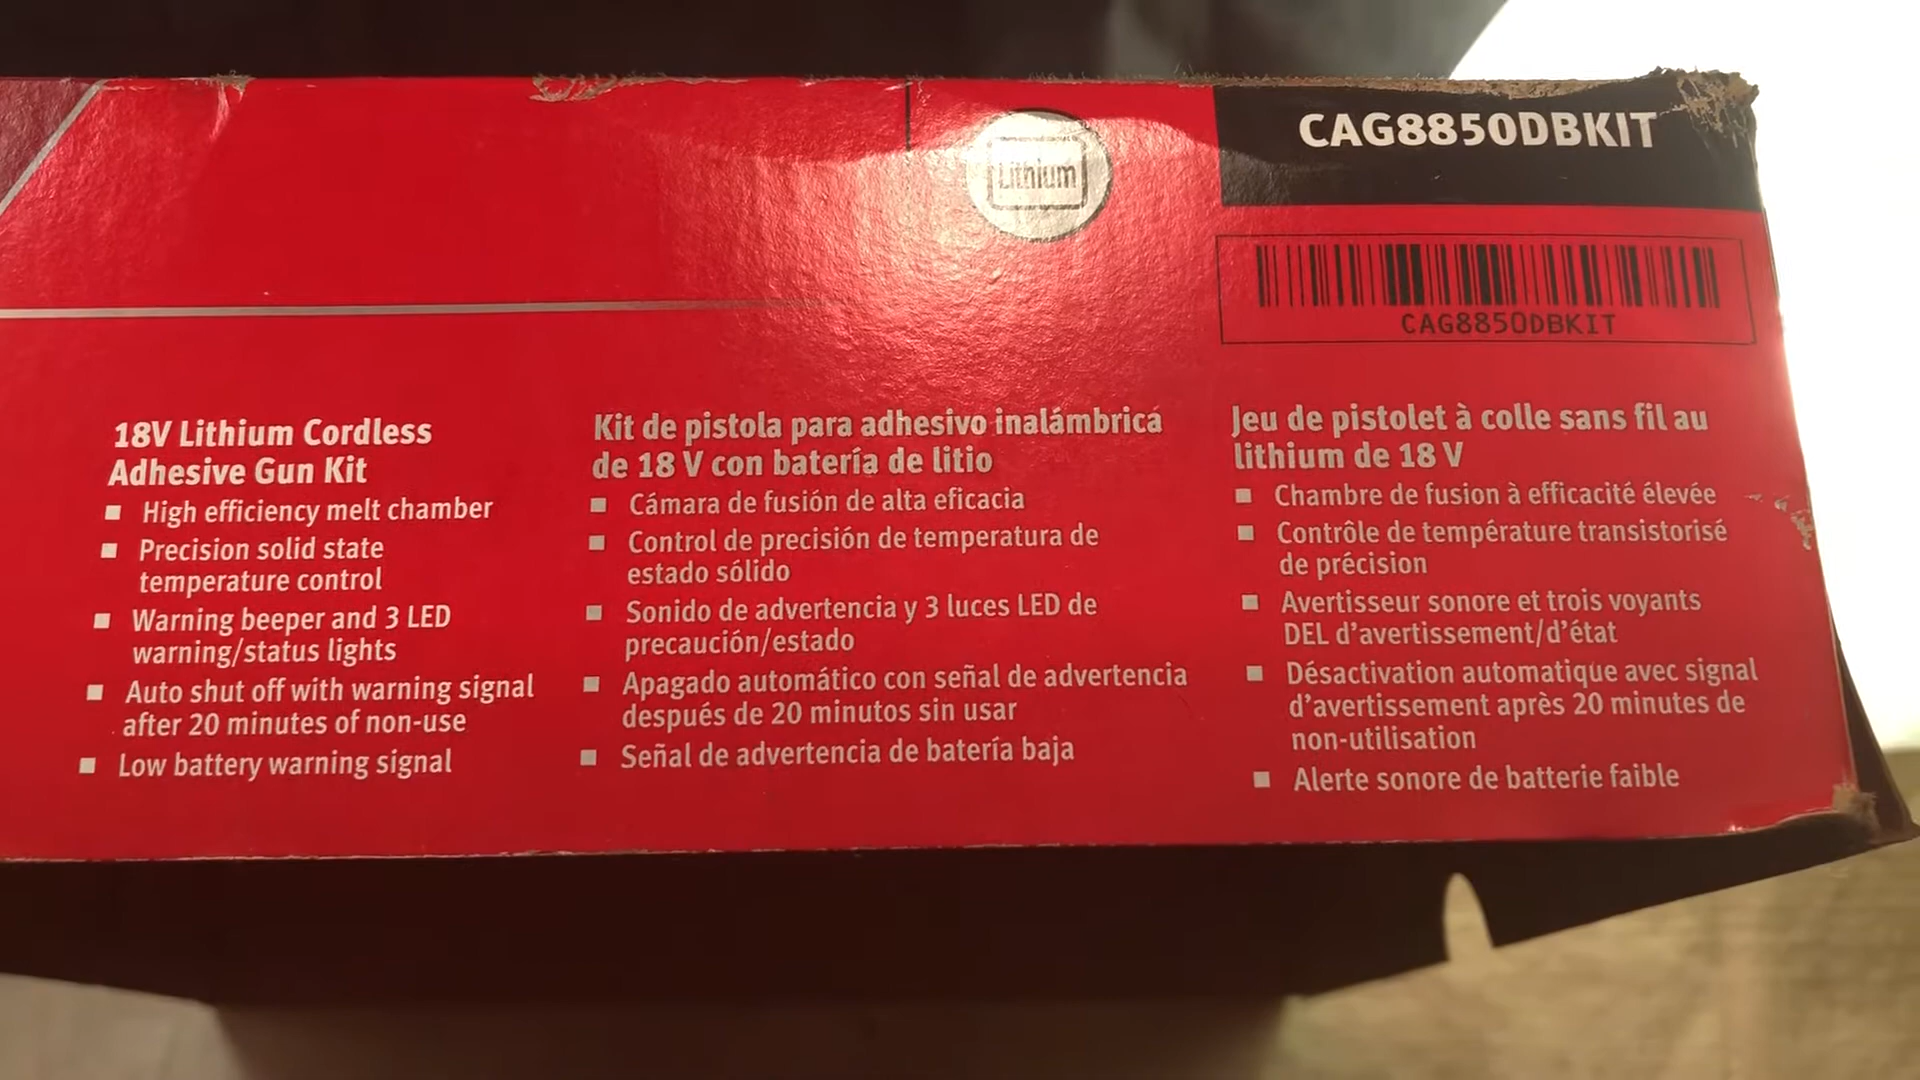 Lithium
CAG8850DBKIT
CAG8850DBKIT
18V Lithium Cordless
Adhesive Gun Kit
■ High efficiency melt chamber
■ Precision solid state
temperature control
■ Warning beeper and 3 LED
warning/status lights
■ Auto shut off with warning signal
after 20 minutes of non-use
■ Low battery warning signal
Kit de pistola para adhesivo inalámbrica
de 18 V con batería de litio
■ Cámara de fusión de alta eficacia
■ Control de precisión de temperatura de
estado sólido
■ Sonido de advertencia y 3 luces LED de
precaución/estado
■ Apagado automático con señal de advertencia
después de 20 minutos sin usar
■ Señal de advertencia de batería baja
Jeu de pistolet à colle sans fil au
lithium de 18 V
■ Chambre de fusion à efficacité élevée
■ Contrôle de température transistorisé
de précision
■ Avertisseur sonore et trois voyants
DEL d'avertissement/d'état
■ Désactivation automatique avec signal
d'avertissement après 20 minutes de
non-utilisation
■ Alerte sonore de batterie faible